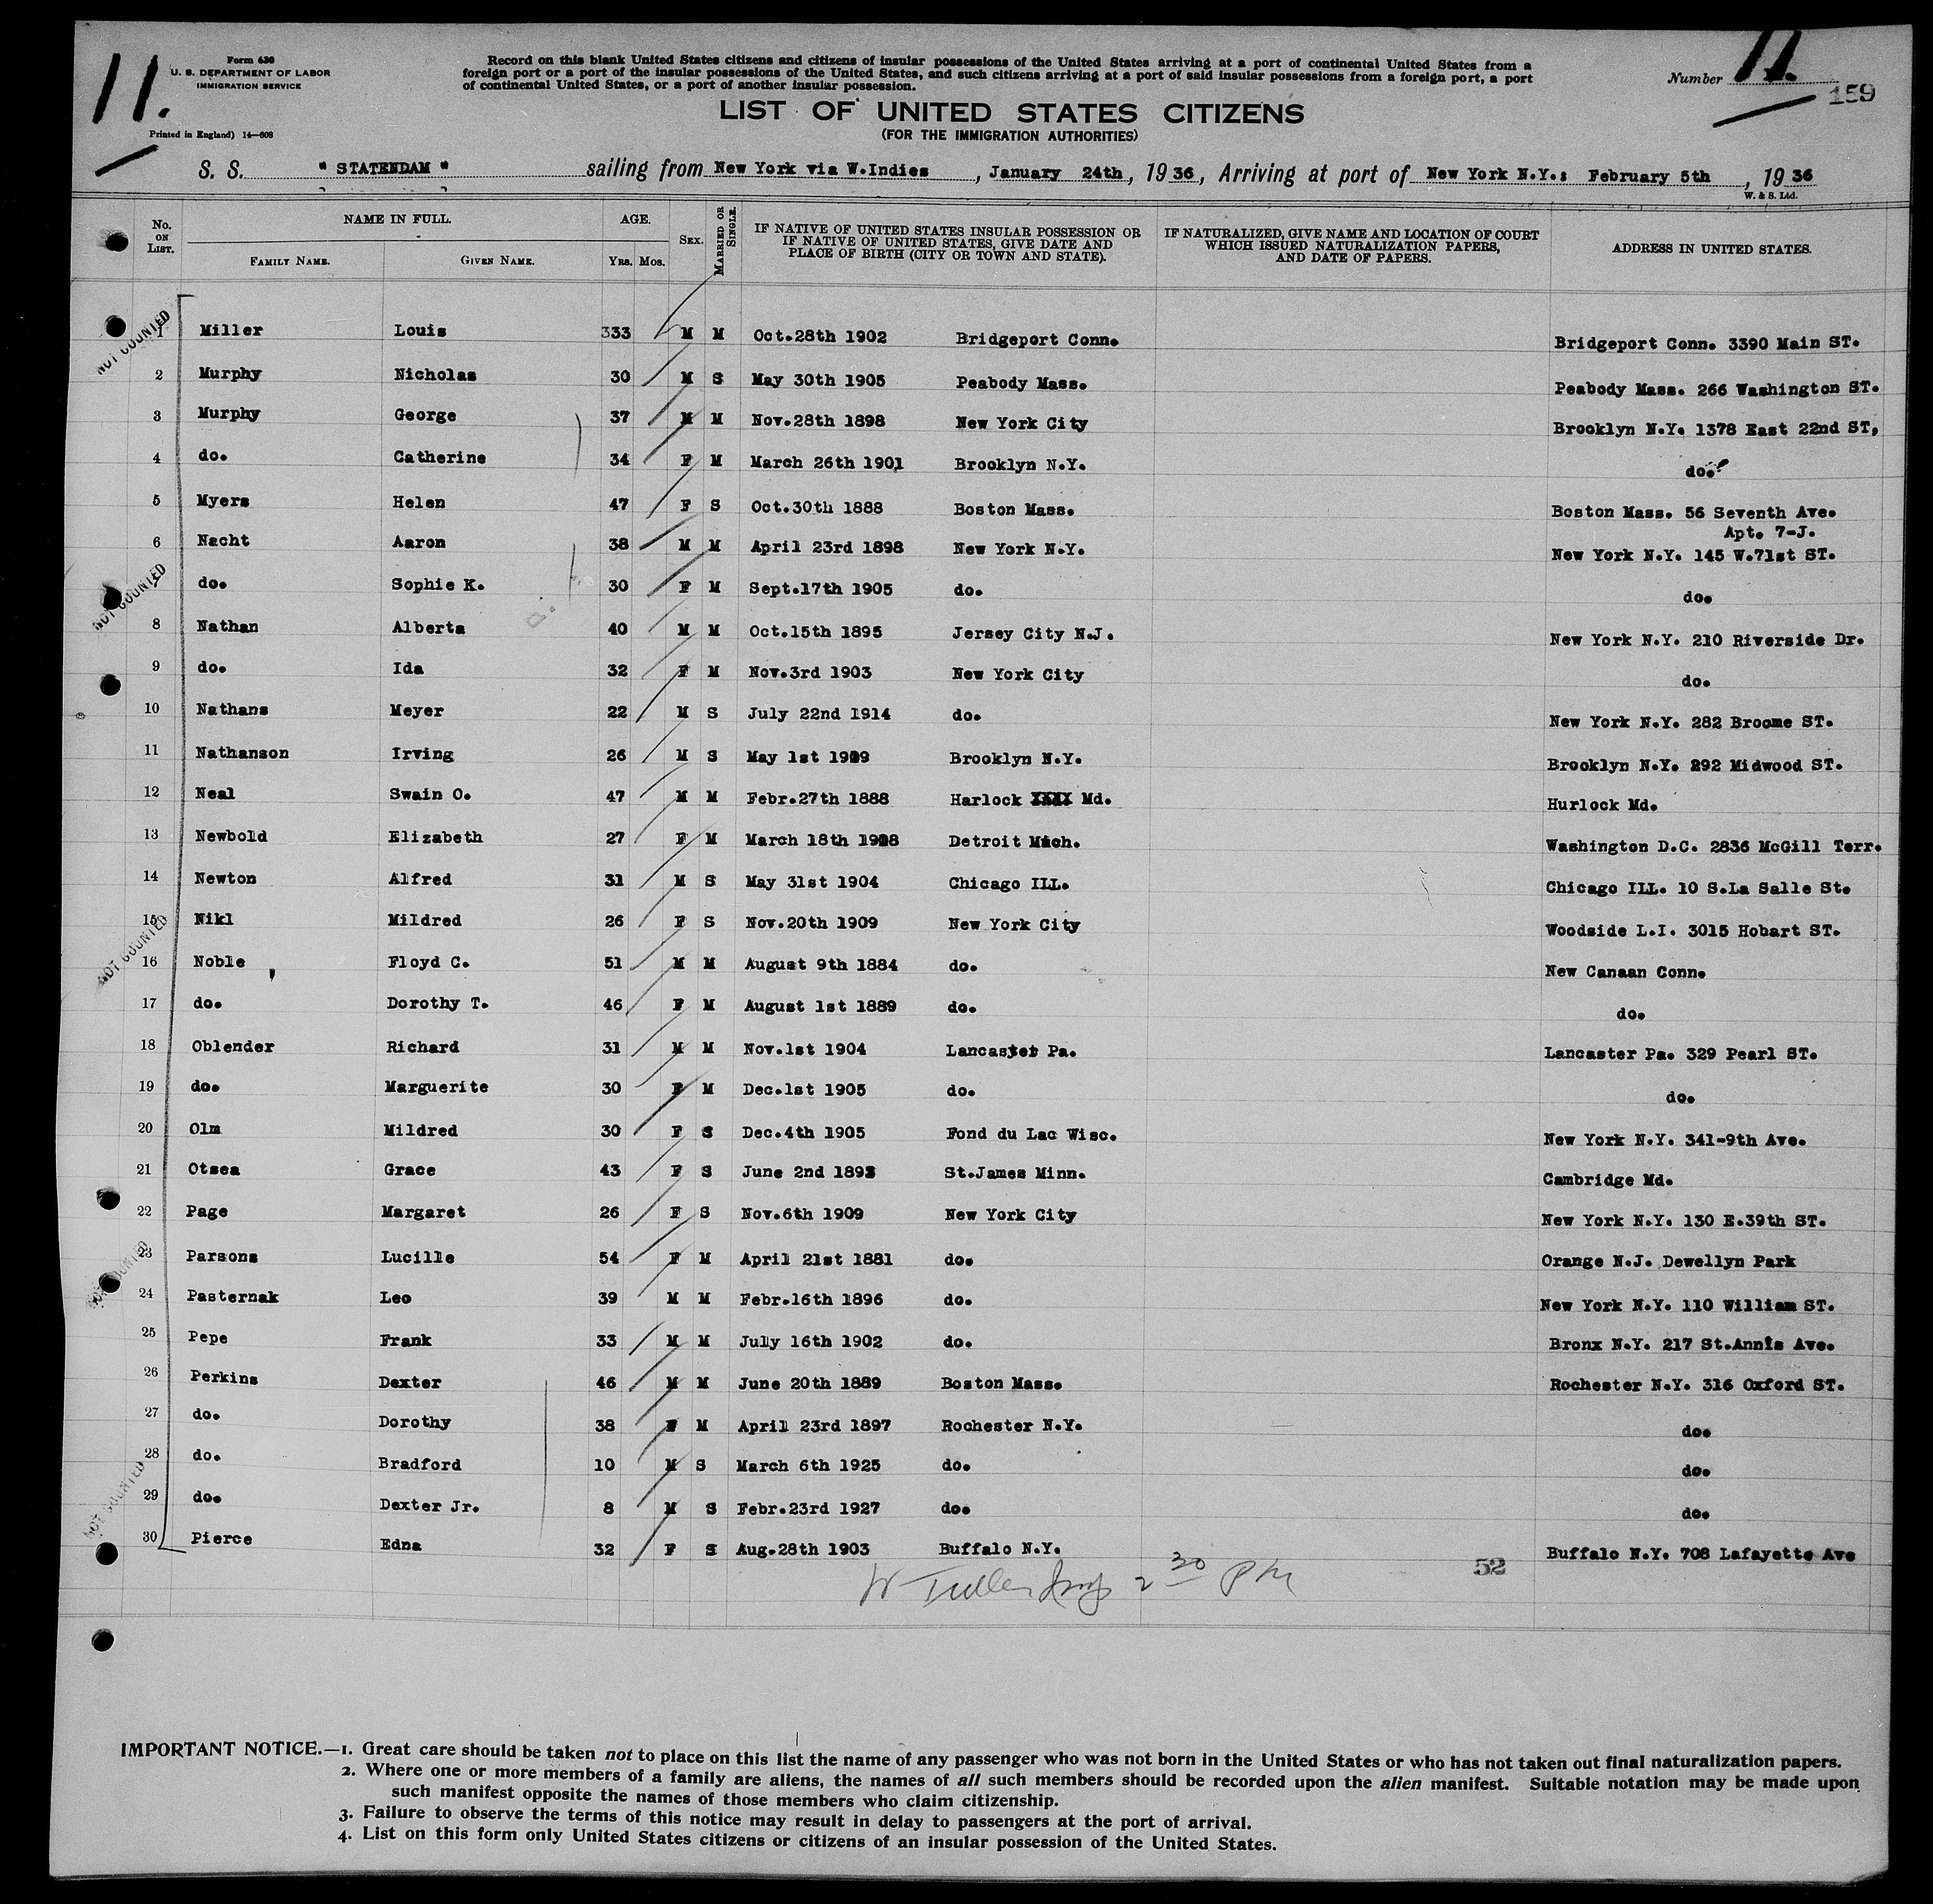 11.
Form 630
U. S. DEPARTMENT OF LABOR
IMMIGRATION SERVICE
Printed in England) 14—608
Record on this blank United States citizens and citizens of insular possessions of the United States arriving at a port of continental United States from a
foreign port or a port of the insular possessions of the United States, and such citizens arriving at a port of said insular possessions from a foreign port, a port
of continental United States, or a port of another insular possession.
Number 11.
159
LIST OF UNITED STATES CITIZENS
(FOR THE IMMIGRATION AUTHORITIES)
S. S. " STATENDAM " sailing from New York via W.Indies , January 24th, 19 36, Arriving at port of New York N.Y.: February 5th , 19 36
W. & S. Ltd.
No. ON LIST. NAME IN FULL. FAMILY NAME. GIVEN NAME. AGE. YRS. MOS. SEX. MARRIED OR SINGLE. IF NATIVE OF UNITED STATES INSULAR POSSESSION OR IF NATIVE OF UNITED STATES, GIVE DATE AND PLACE OF BIRTH (CITY OR TOWN AND STATE). IF NATURALIZED, GIVE NAME AND LOCATION OF COURT WHICH ISSUED NATURALIZATION PAPERS, AND DATE OF PAPERS. ADDRESS IN UNITED STATES.
NOT COUNTED
1 Miller Louis 333 M M Oct.28th 1902 Bridgeport Conn. Bridgeport Conn. 3390 Main ST.
2 Murphy Nicholas 30 M S May 30th 1905 Peabody Mass. Peabody Mass. 266 Washington ST.
3 Murphy George 37 M M Nov.28th 1898 New York City Brooklyn N.Y. 1378 East 22nd ST,
4 do. Catherine 34 F M March 26th 1901 Brooklyn N.Y. do.
5 Myers Helen 47 F S Oct.30th 1888 Boston Mass. Boston Mass. 56 Seventh Ave.
Apt. 7-J.
6 Nacht Aaron 38 M M April 23rd 1898 New York N.Y. New York N.Y. 145 W.71st ST.
NOT COUNTED
7 do. Sophie K. 30 F M Sept.17th 1905 do. do.
8 Nathan Alberta 40 M M Oct.15th 1895 Jersey City N.J. New York N.Y. 210 Riverside Dr.
9 do. Ida 32 F M Nov.3rd 1903 New York City do.
10 Nathans Meyer 22 M S July 22nd 1914 do. New York N.Y. 282 Broome ST.
11 Nathanson Irving 26 M S May 1st 1909 Brooklyn N.Y. Brooklyn N.Y. 292 Midwood ST.
12 Neal Swain O. 47 M M Febr.27th 1888 Harlock XXXX Md. Hurlock Md.
13 Newbold Elizabeth 27 F M March 18th 1908 Detroit Mich. Washington D.C. 2836 McGill Terr.
14 Newton Alfred 31 M S May 31st 1904 Chicago ILL. Chicago ILL. 10 S.La Salle St.
15 Nikl Mildred 26 F S Nov.20th 1909 New York City Woodside L.I. 3015 Hobart ST.
NOT COUNTED
16 Noble Floyd C. 51 M M August 9th 1884 do. New Canaan Conn.
17 do. Dorothy T. 46 F M August 1st 1889 do. do.
18 Oblender Richard 31 M M Nov.1st 1904 Lancaster Pa. Lancaster Pa. 329 Pearl ST.
19 do. Marguerite 30 F M Dec.1st 1905 do. do.
20 Olm Mildred 30 F S Dec.4th 1905 Fond du Lac Wisc. New York N.Y. 341-9th Ave.
21 Otsea Grace 43 F S June 2nd 1893 St.James Minn. Cambridge Md.
22 Page Margaret 26 F S Nov.6th 1909 New York City New York N.Y. 130 E.39th ST.
23 Parsons Lucille 54 F M April 21st 1881 do. Orange N.J. Dewellyn Park
NOT COUNTED
24 Pasternak Leo 39 M M Febr.16th 1896 do. New York N.Y. 110 William ST.
25 Pepe Frank 33 M M July 16th 1902 do. Bronx N.Y. 217 St.Annis Ave.
26 Perkins Dexter 46 M M June 20th 1889 Boston Mass. Rochester N.Y. 316 Oxford ST.
27 do. Dorothy 38 F M April 23rd 1897 Rochester N.Y. do.
28 do. Bradford 10 M S March 6th 1925 do. do.
29 do. Dexter Jr. 8 M S Febr.23rd 1927 do. do.
NOT COUNTED
30 Pierce Edna 32 F S Aug.28th 1903 Buffalo N.Y. Buffalo N.Y. 708 Lafayette Ave
W Tuller Insp 2 30 PM
52
IMPORTANT NOTICE.—1. Great care should be taken not to place on this list the name of any passenger who was not born in the United States or who has not taken out final naturalization papers.
2. Where one or more members of a family are aliens, the names of all such members should be recorded upon the alien manifest. Suitable notation may be made upon
such manifest opposite the names of those members who claim citizenship.
3. Failure to observe the terms of this notice may result in delay to passengers at the port of arrival.
4. List on this form only United States citizens or citizens of an insular possession of the United States.